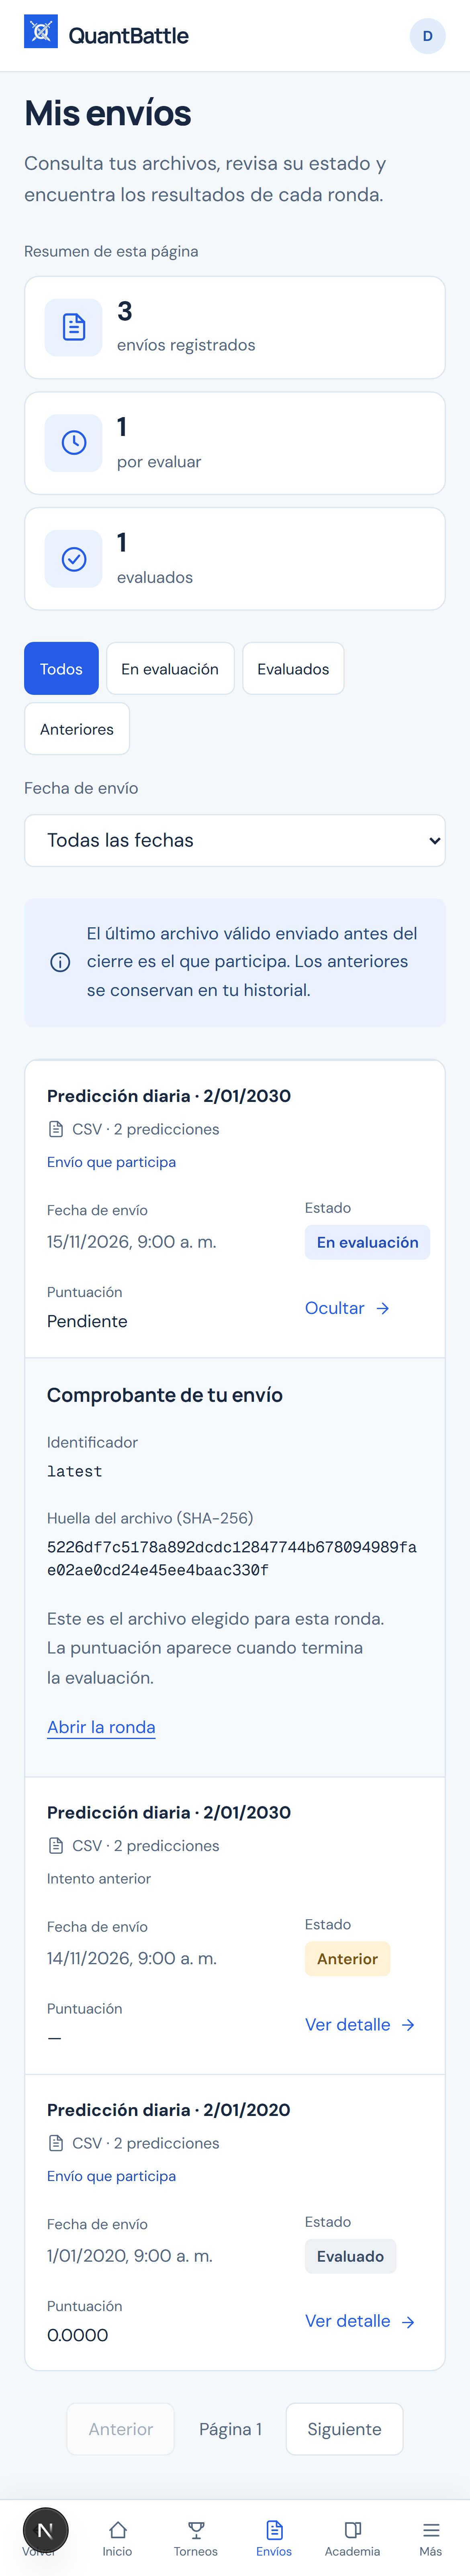 QuantBattle
D
Mis envíos
Consulta tus archivos, revisa su estado y
encuentra los resultados de cada ronda.
Resumen de esta página
3
envíos registrados
1
por evaluar
1
evaluados
Todos
En evaluación
Evaluados
Anteriores
Fecha de envío
Todas las fechas
El último archivo válido enviado antes del
cierre es el que participa. Los anteriores
se conservan en tu historial.
Predicción diaria · 2/01/2030
CSV · 2 predicciones
Envío que participa
Fecha de envío
Estado
15/11/2026, 9:00 a. m.
En evaluación
Puntuación
Pendiente
Ocultar →
Comprobante de tu envío
Identificador
latest
Huella del archivo (SHA-256)
5226df7c5178a892dcdc12847744b678094989fa
e02ae0cd24e45ee4baac330f
Este es el archivo elegido para esta ronda.
La puntuación aparece cuando termina
la evaluación.
Abrir la ronda
Predicción diaria · 2/01/2030
CSV · 2 predicciones
Intento anterior
Fecha de envío
Estado
14/11/2026, 9:00 a. m.
Anterior
Puntuación
—
Ver detalle →
Predicción diaria · 2/01/2020
CSV · 2 predicciones
Envío que participa
Fecha de envío
Estado
1/01/2020, 9:00 a. m.
Evaluado
Puntuación
0.0000
Ver detalle →
Anterior
Página 1
Siguiente
N
Volver
Inicio
Torneos
Envíos
Academia
Más